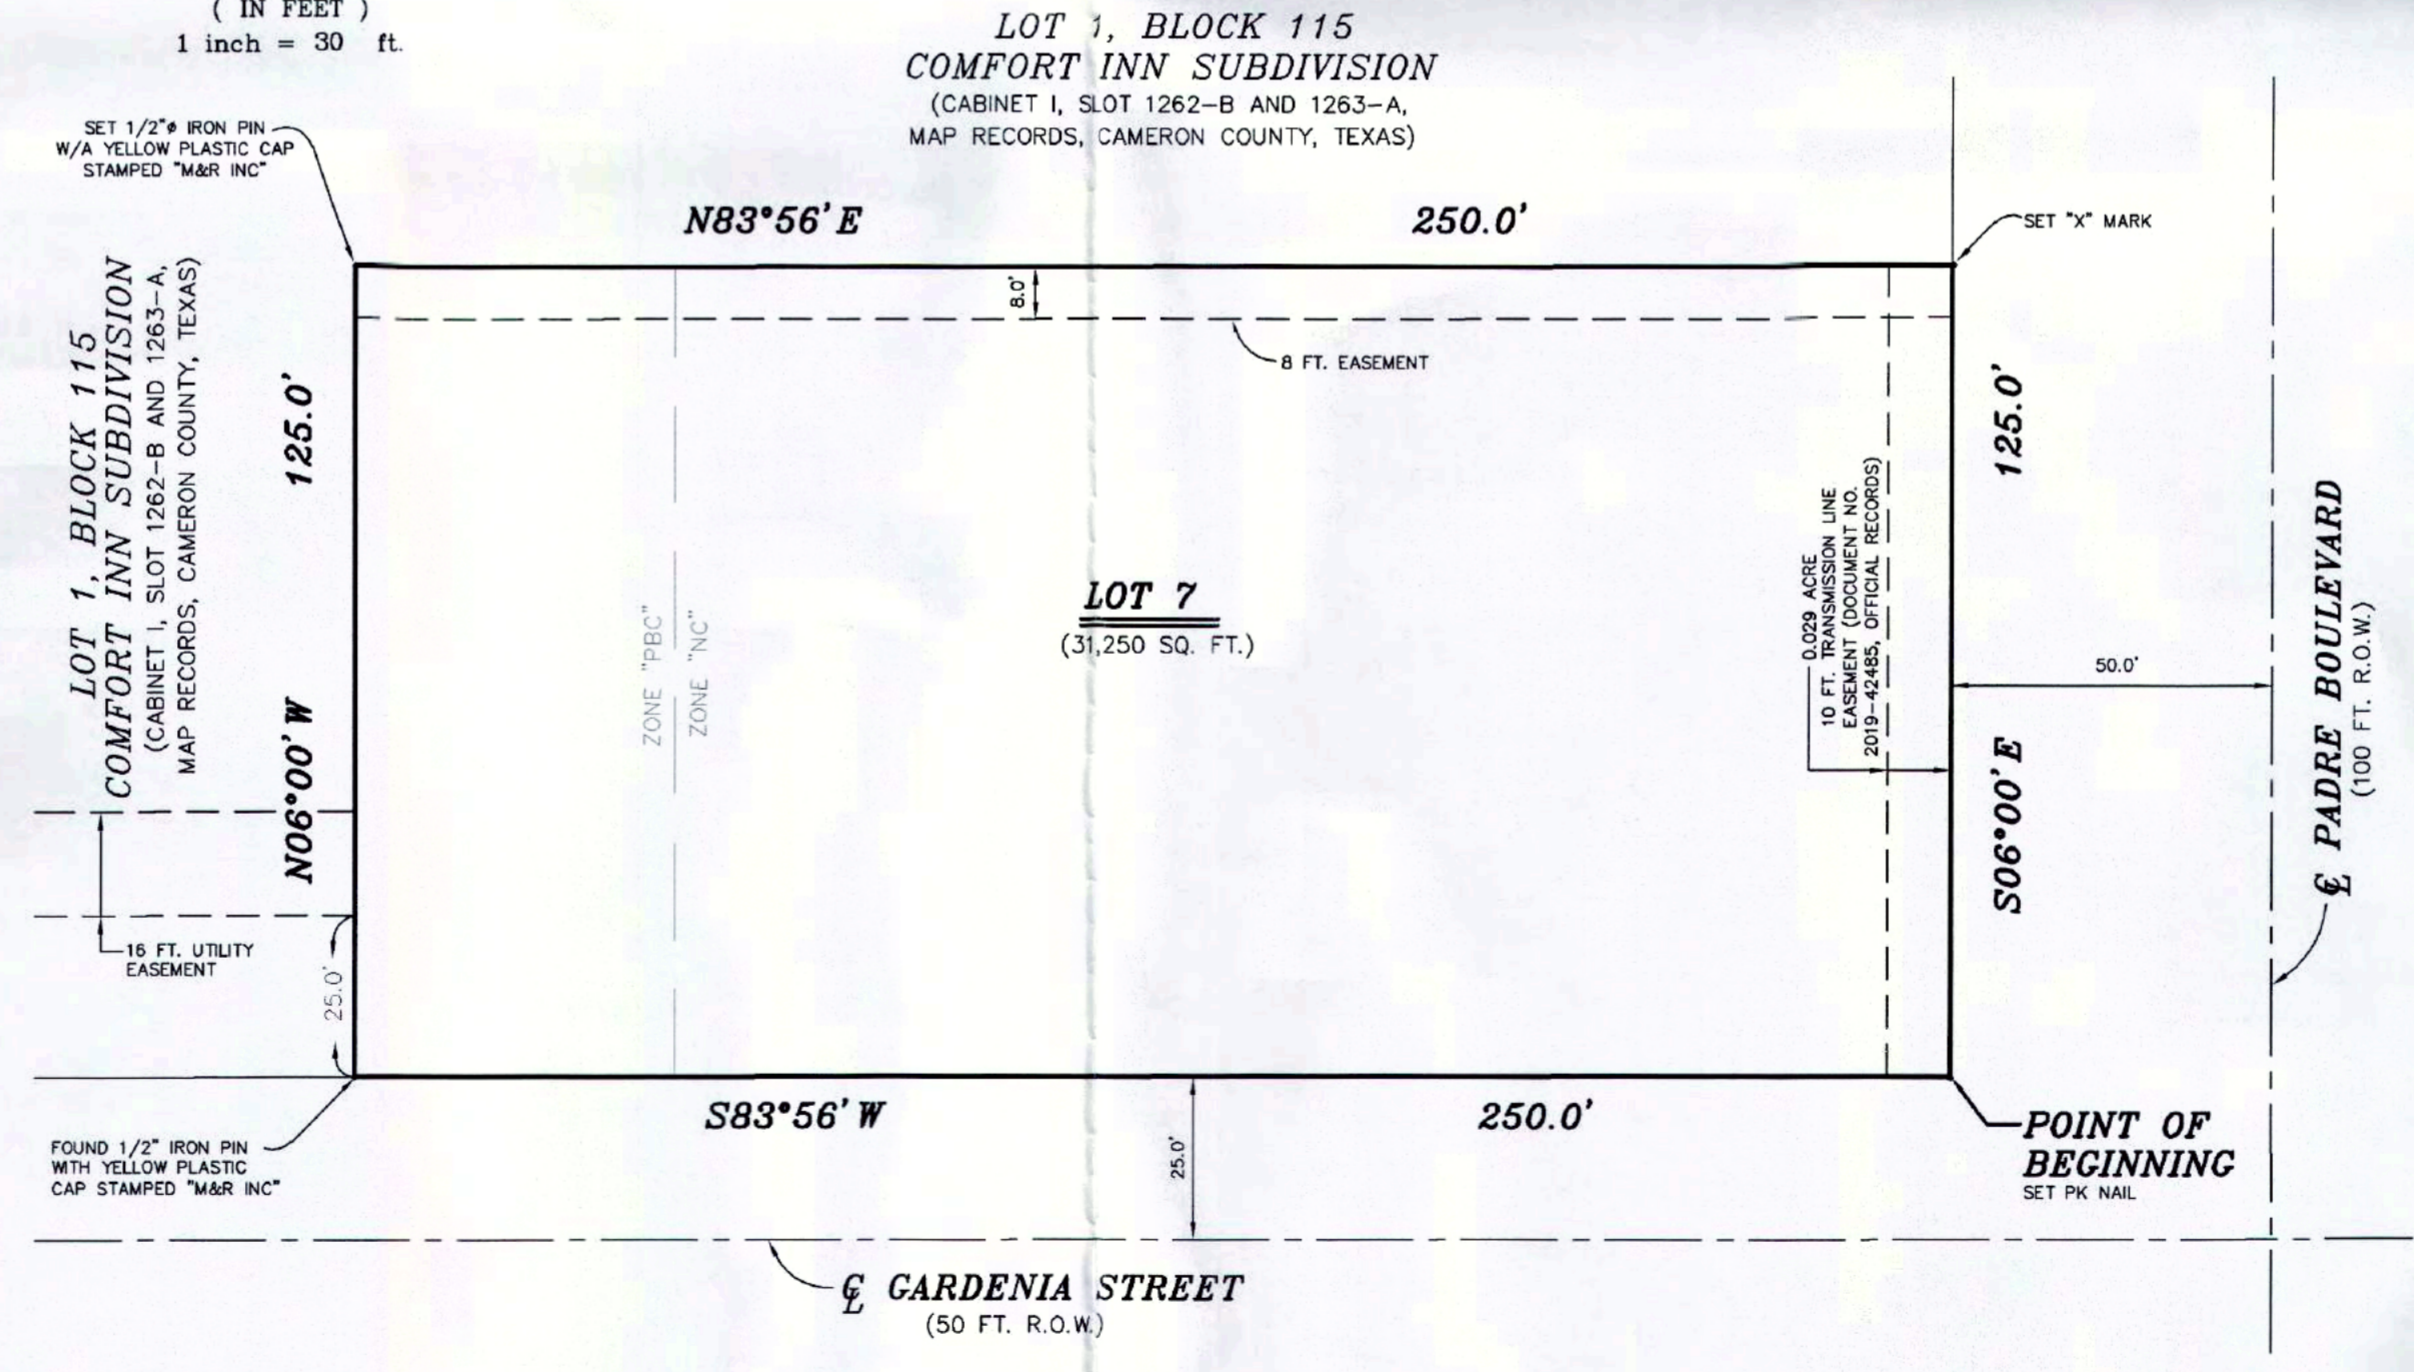 ( IN FEET )
1 inch = 30 ft.
LOT 1, BLOCK 115
COMFORT INN SUBDIVISION
(CABINET I, SLOT 1262-B AND 1263-A,
MAP RECORDS, CAMERON COUNTY, TEXAS)
SET 1/2"ø IRON PIN
W/A YELLOW PLASTIC CAP
STAMPED "M&R INC"
N83°56'E
250.0'
SET "X" MARK
8.0'
8 FT. EASEMENT
LOT 1, BLOCK 115
COMFORT INN SUBDIVISION
(CABINET I, SLOT 1262-B AND 1263-A,
MAP RECORDS, CAMERON COUNTY, TEXAS)
125.0'
N06°00'W
ZONE "PBC"
ZONE "NC"
LOT 7
(31,250 SQ. FT.)
0.029 ACRE
10 FT. TRANSMISSION LINE
EASEMENT (DOCUMENT NO.
2019-42485, OFFICIAL RECORDS)
125.0'
S06°00'E
50.0'
℄ PADRE BOULEVARD
(100 FT. R.O.W.)
16 FT. UTILITY
EASEMENT
25.0'
FOUND 1/2" IRON PIN
WITH YELLOW PLASTIC
CAP STAMPED "M&R INC"
S83°56'W
250.0'
25.0'
POINT OF
BEGINNING
SET PK NAIL
℄ GARDENIA STREET
(50 FT. R.O.W.)